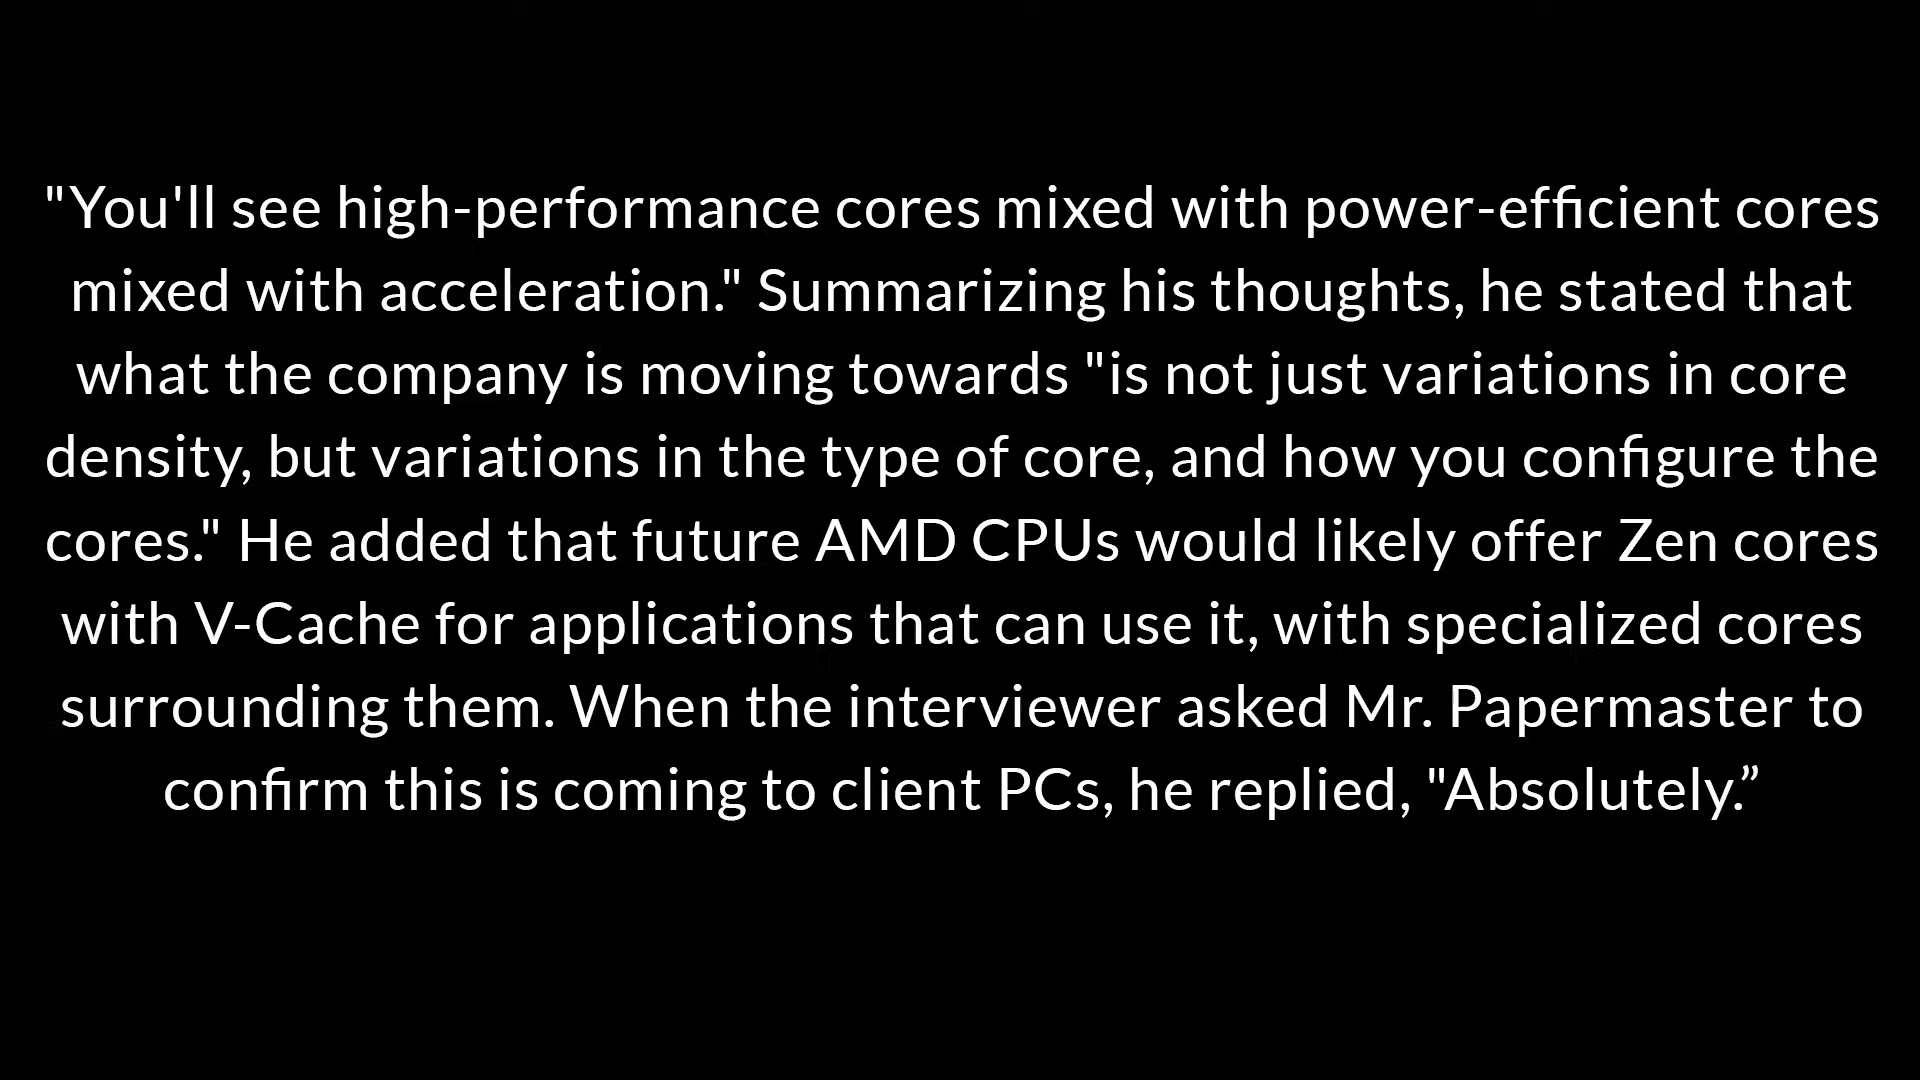 "You'll see high-performance cores mixed with power-efficient cores
mixed with acceleration." Summarizing his thoughts, he stated that
what the company is moving towards "is not just variations in core
density, but variations in the type of core, and how you configure the
cores." He added that future AMD CPUs would likely offer Zen cores
with V-Cache for applications that can use it, with specialized cores
surrounding them. When the interviewer asked Mr. Papermaster to
confirm this is coming to client PCs, he replied, "Absolutely.”